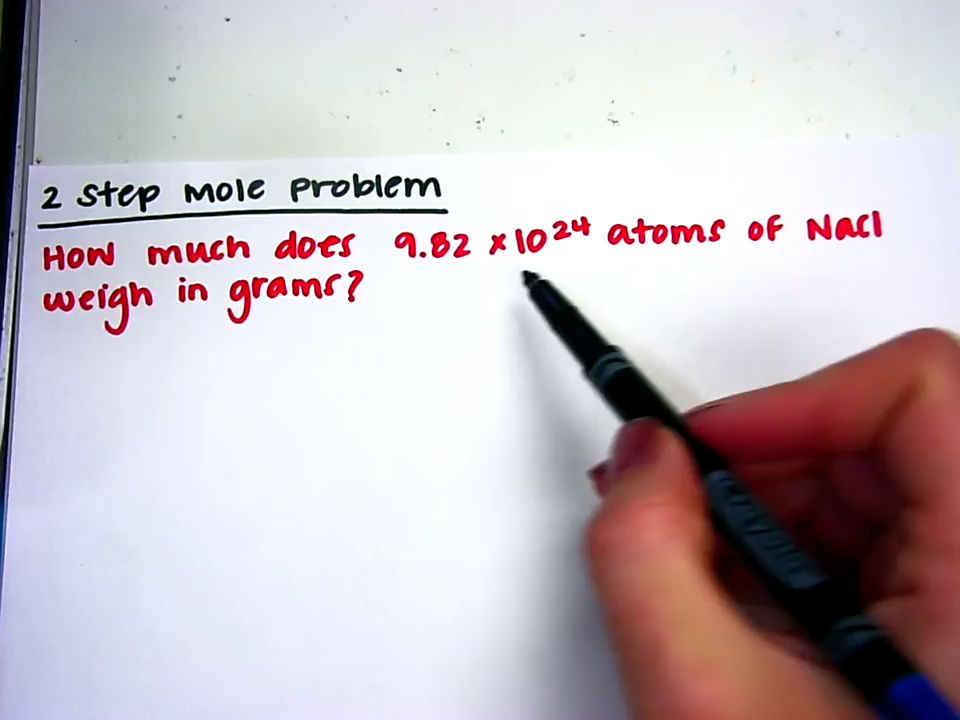 2 step mole problem
How much does 9.82 x10²⁴ atoms of Nacl
weigh in grams?